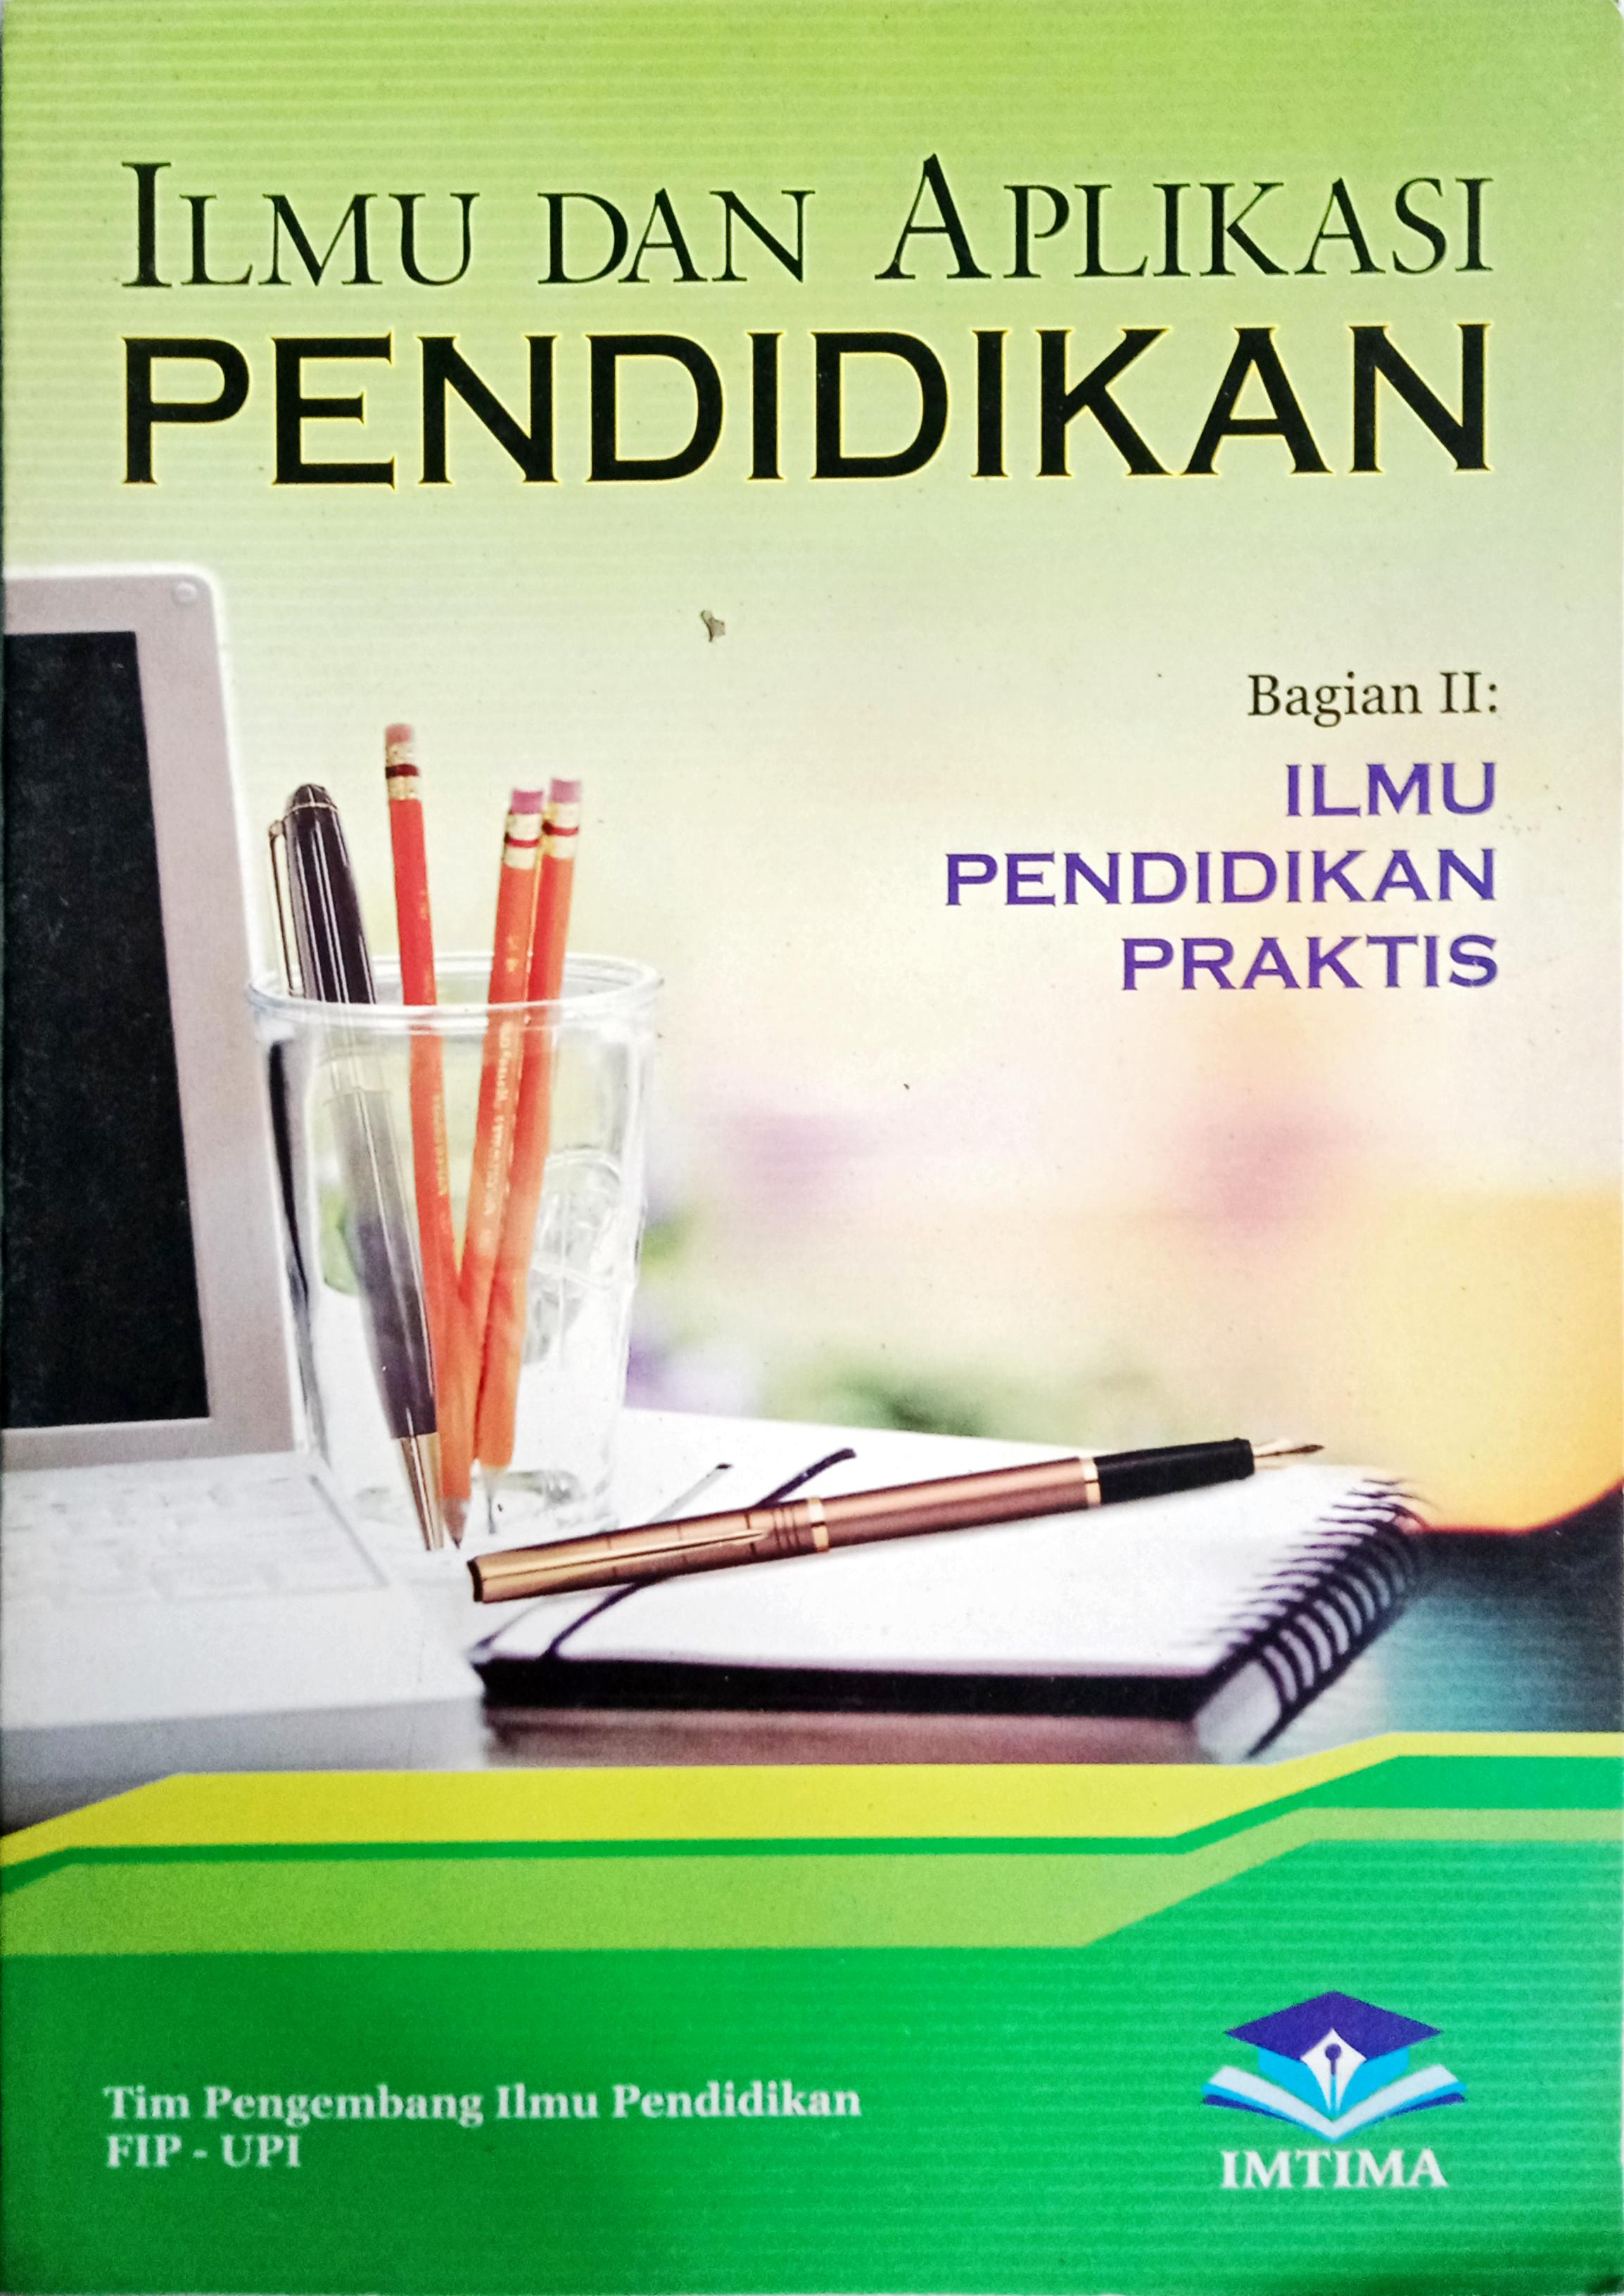 ILMU DAN APLIKASI
PENDIDIKAN
Bagian II:
ILMU
PENDIDIKAN
PRAKTIS
Tim Pengembang Ilmu Pendidikan
FIP - UPI
IMTIMA